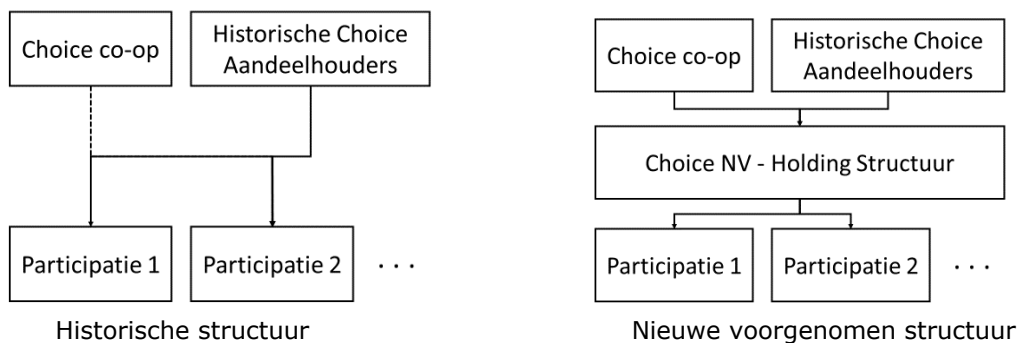 Choice co-op
Historische Choice
Aandeelhouders
Participatie 1
Participatie 2
. . .
Historische structuur
Choice co-op
Historische Choice
Aandeelhouders
Choice NV - Holding Structuur
Participatie 1
Participatie 2
. . .
Nieuwe voorgenomen structuur